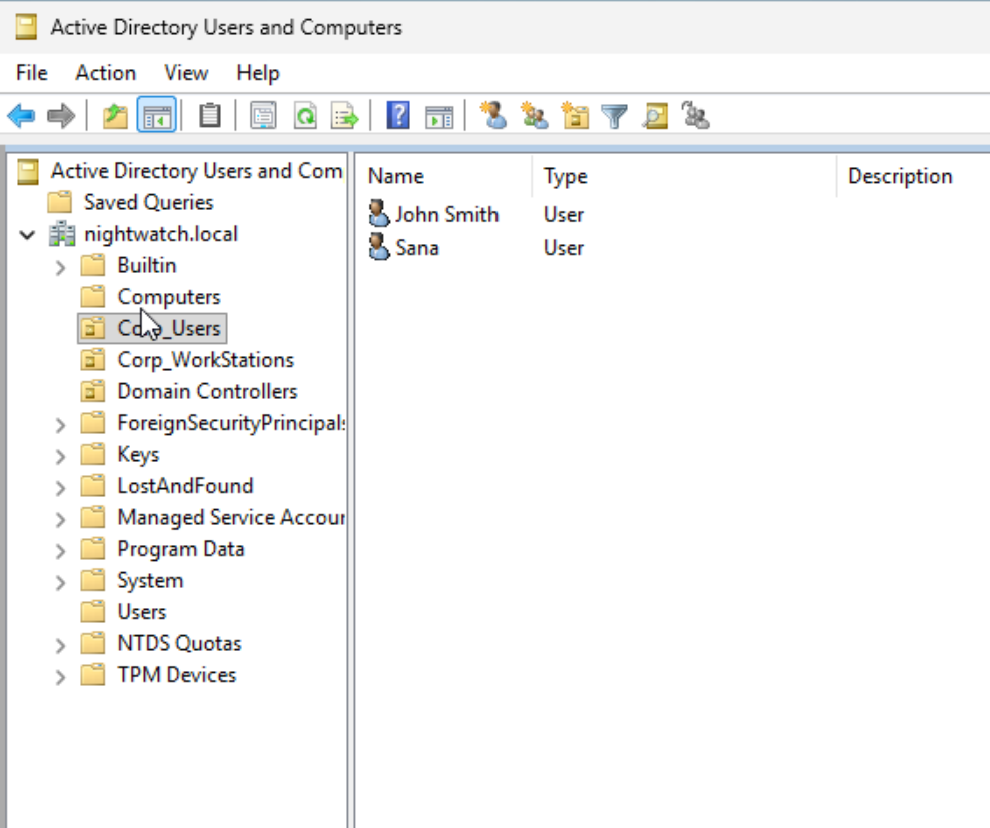 Active Directory Users and Computers
File Action View Help
Active Directory Users and Com
Saved Queries
nightwatch.local
Builtin
Computers
Corp_Users
Corp_WorkStations
Domain Controllers
ForeignSecurityPrincipals
Keys
LostAndFound
Managed Service Accour
Program Data
System
Users
NTDS Quotas
TPM Devices
Name Type Description
John Smith User
Sana User